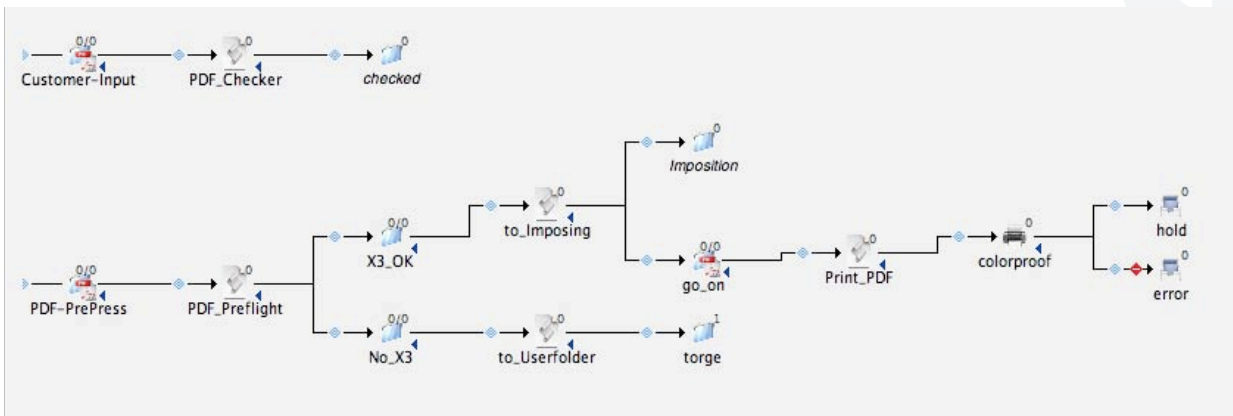 0/0
0
0
Customer-Input
PDF_Checker
checked
0
Imposition
0
to_Imposing
0/0
X3_OK
0/0
go_on
0
Print_PDF
0
colorproof
0
hold
0
error
0/0
PDF-PrePress
0
PDF_Preflight
0/0
No_X3
0
to_Userfolder
1
torge